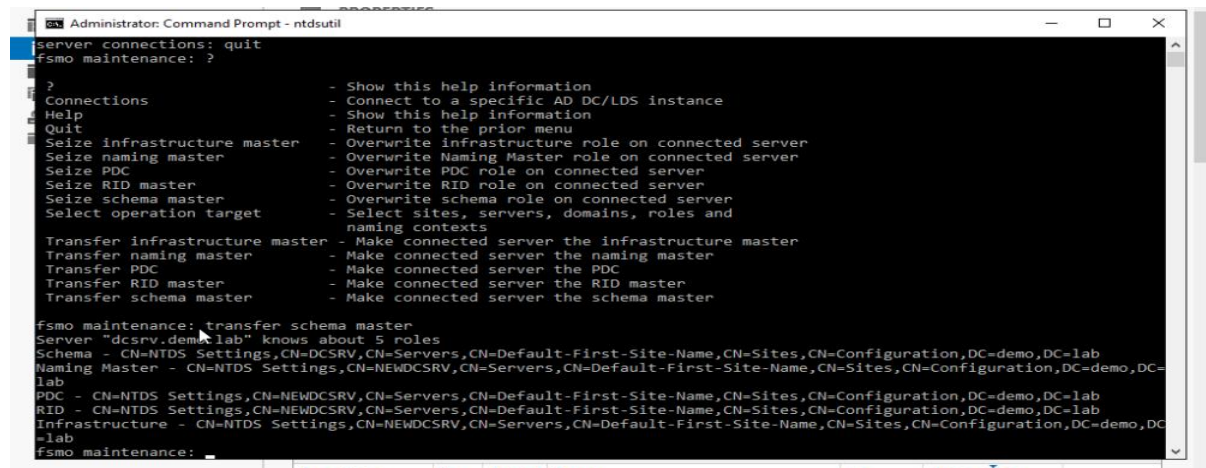 PROPERTIES
Administrator: Command Prompt - ntdsutil
server connections: quit
fsmo maintenance: ?
? - Show this help information
Connections - Connect to a specific AD DC/LDS instance
Help - Show this help information
Quit - Return to the prior menu
Seize infrastructure master - Overwrite infrastructure role on connected server
Seize naming master - Overwrite Naming Master role on connected server
Seize PDC - Overwrite PDC role on connected server
Seize RID master - Overwrite RID role on connected server
Seize schema master - Overwrite schema role on connected server
Select operation target - Select sites, servers, domains, roles and
naming contexts
Transfer infrastructure master - Make connected server the infrastructure master
Transfer naming master - Make connected server the naming master
Transfer PDC - Make connected server the PDC
Transfer RID master - Make connected server the RID master
Transfer schema master - Make connected server the schema master
fsmo maintenance: transfer schema master
Server "dcsrv.demo.lab" knows about 5 roles
Schema - CN=NTDS Settings,CN=DCSRV,CN=Servers,CN=Default-First-Site-Name,CN=Sites,CN=Configuration,DC=demo,DC=lab
Naming Master - CN=NTDS Settings,CN=NEWDCSRV,CN=Servers,CN=Default-First-Site-Name,CN=Sites,CN=Configuration,DC=demo,DC=
lab
PDC - CN=NTDS Settings,CN=NEWDCSRV,CN=Servers,CN=Default-First-Site-Name,CN=Sites,CN=Configuration,DC=demo,DC=lab
RID - CN=NTDS Settings,CN=NEWDCSRV,CN=Servers,CN=Default-First-Site-Name,CN=Sites,CN=Configuration,DC=demo,DC=lab
Infrastructure - CN=NTDS Settings,CN=NEWDCSRV,CN=Servers,CN=Default-First-Site-Name,CN=Sites,CN=Configuration,DC=demo,DC
=lab
fsmo maintenance: _